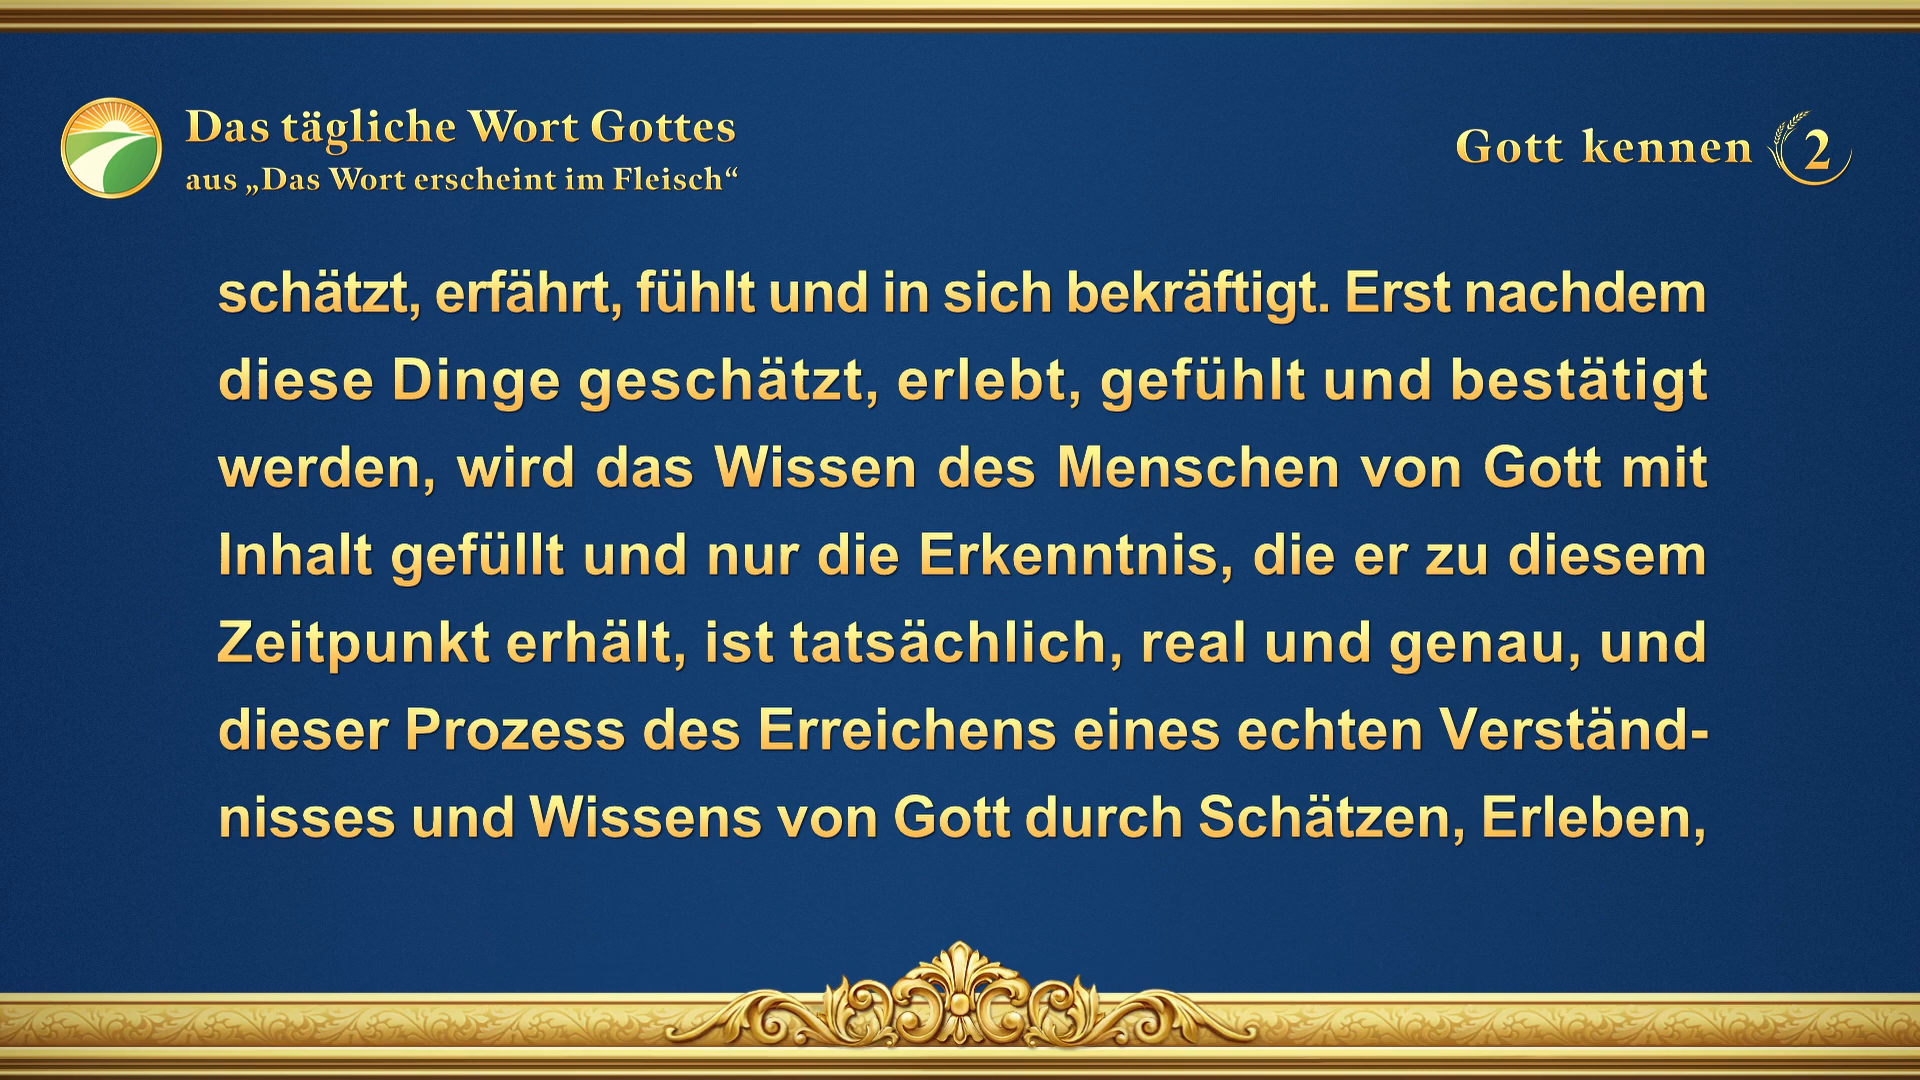 Das tägliche Wort Gottes
aus „Das Wort erscheint im Fleisch“
Gott kennen 2
schätzt, erfährt, fühlt und in sich bekräftigt. Erst nachdem
diese Dinge geschätzt, erlebt, gefühlt und bestätigt
werden, wird das Wissen des Menschen von Gott mit
Inhalt gefüllt und nur die Erkenntnis, die er zu diesem
Zeitpunkt erhält, ist tatsächlich, real und genau, und
dieser Prozess des Erreichens eines echten Verständ-
nisses und Wissens von Gott durch Schätzen, Erleben,